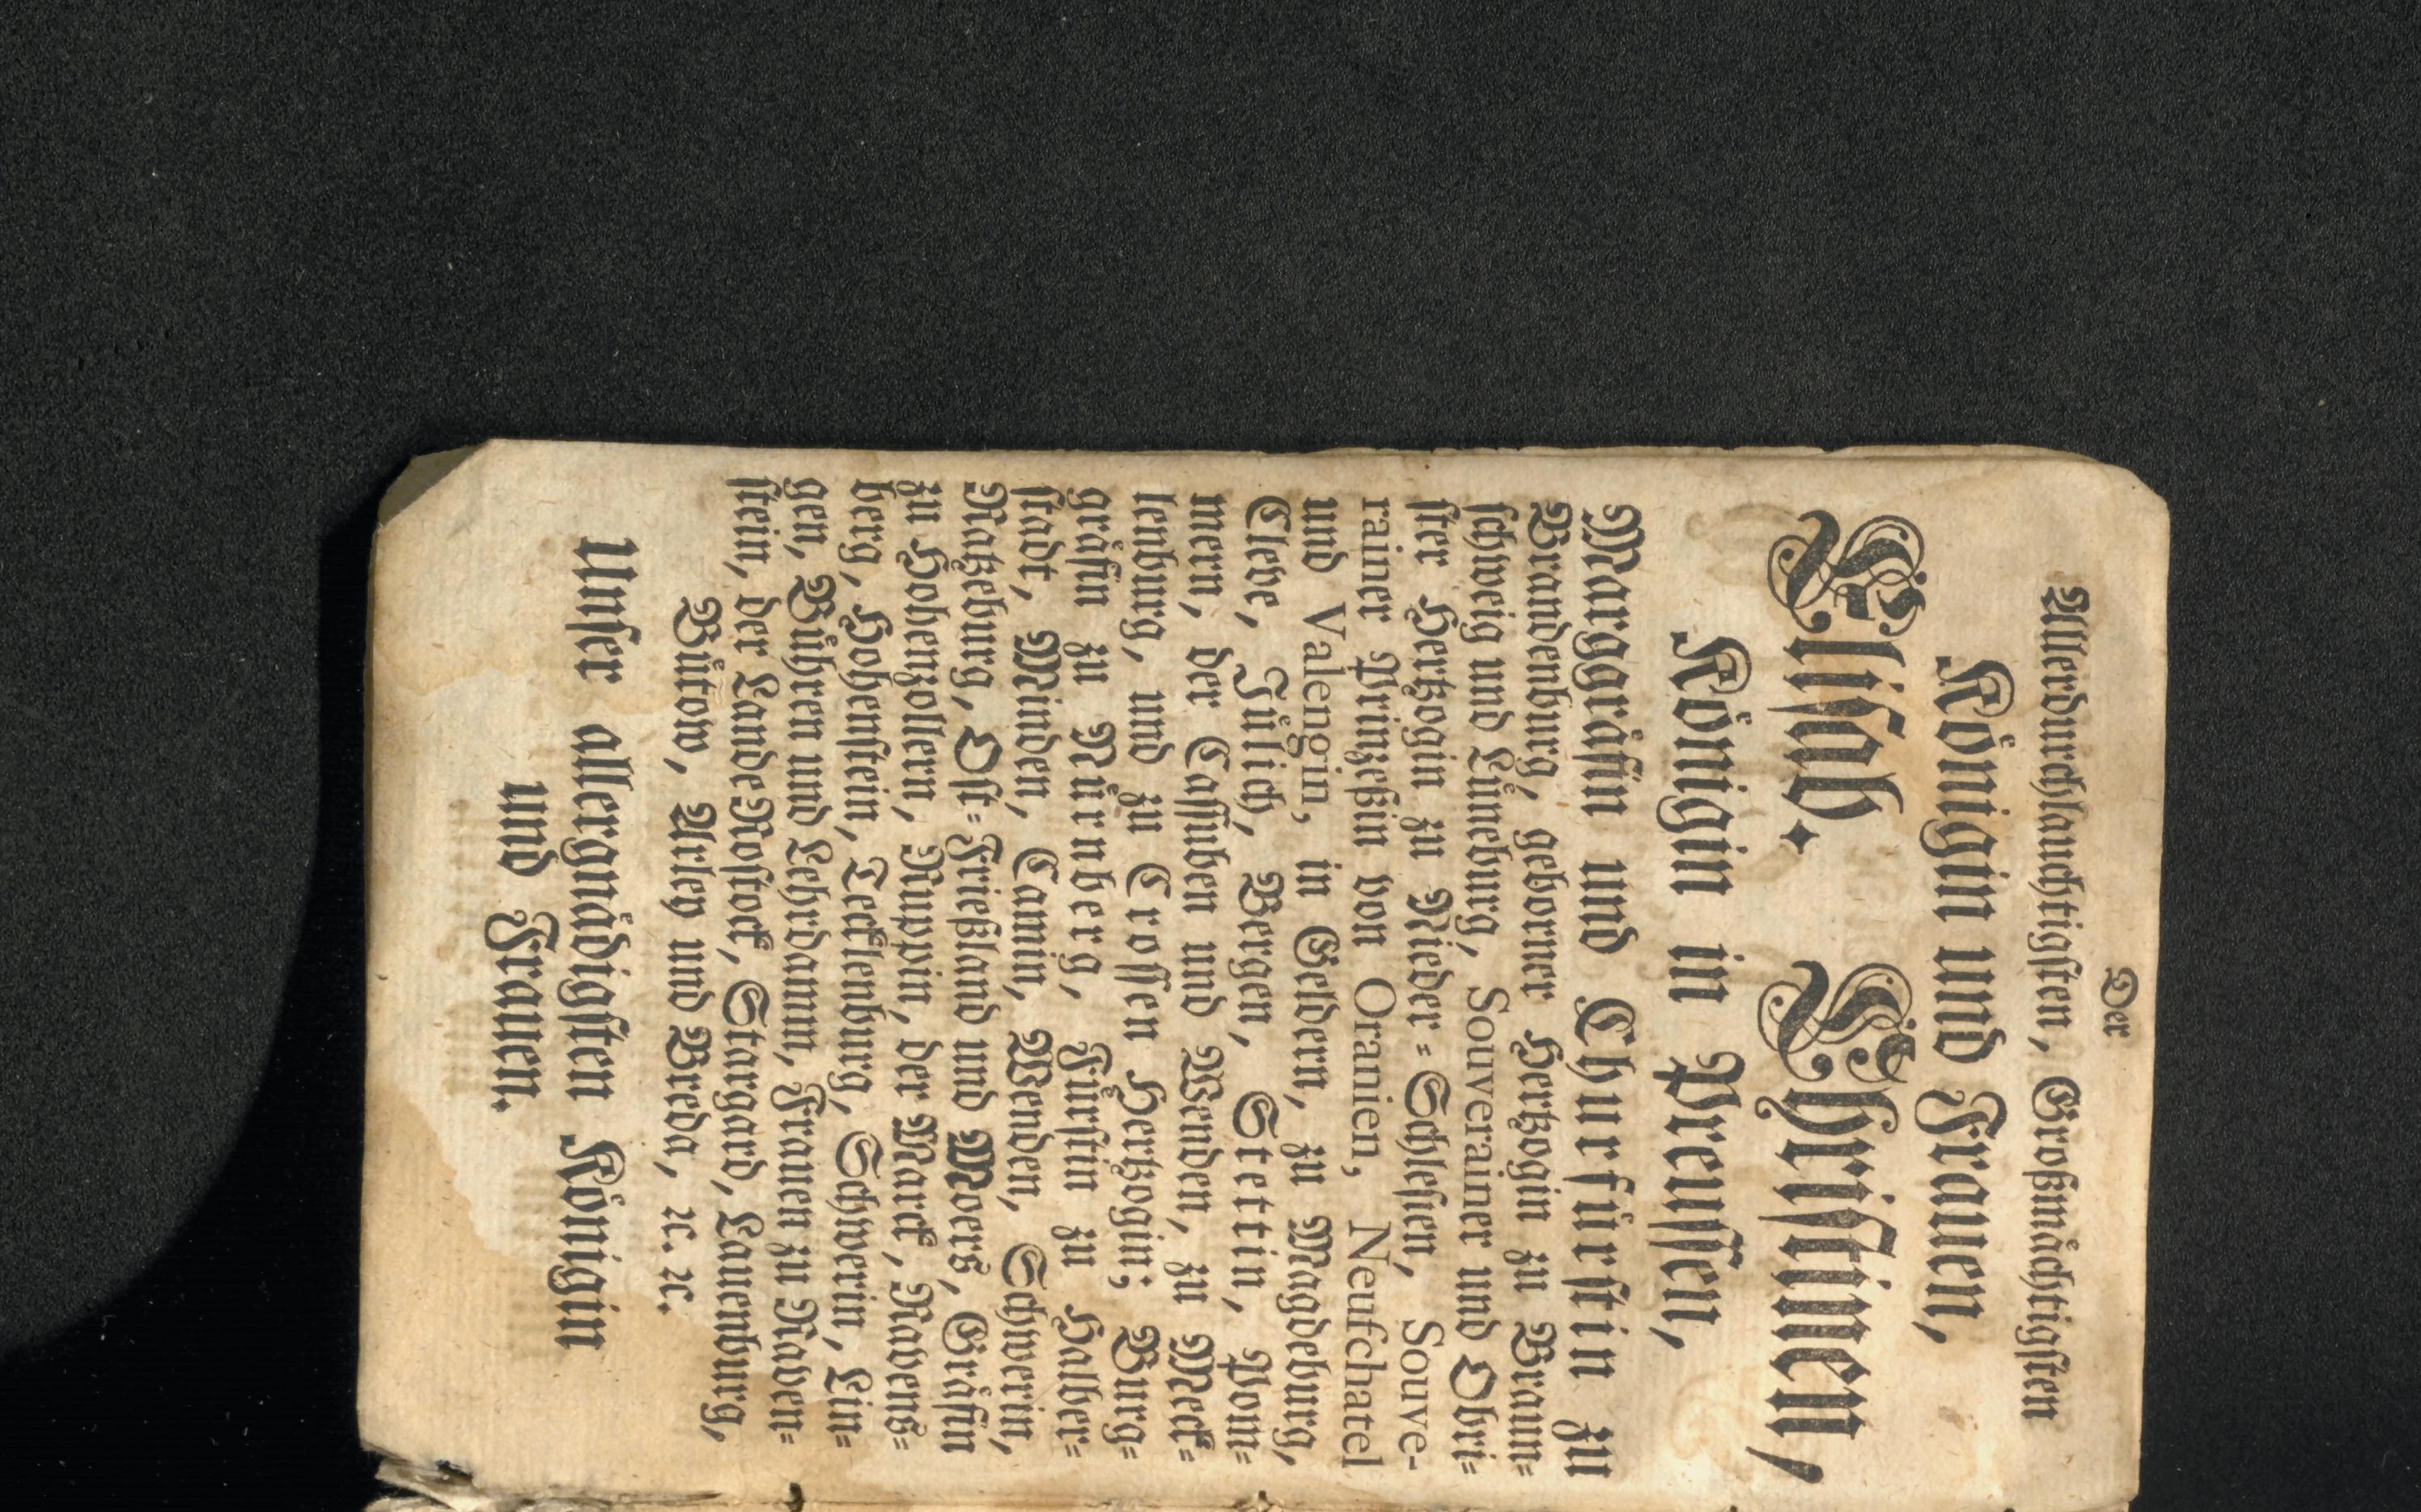 Der
Allerdurchlauchtigsten, Großmächtigsten
Königin und Frauen,
Elisab. Christinen,
Königin in Preussen,
Marggräfin und Churfürstin zu
Brandenburg, geborner Hertzogin zu Braun=
schweig und Lüneburg, Souverainer und Obri=
ster Hertzogin zu Nieder=Schlesien, Souve-
rainer Printzeßin von Oranien, Neufchatel
und Valengin, in Geldern, zu Magdeburg,
Cleve, Jülich, Bergen, Stettin, Pom=
mern, der Cassuben und Wenden, zu Meck=
lenburg, und zu Crossen Hertzogin; Burg=
gräfin zu Nürnberg, Fürstin zu Halber=
stadt, Minden, Camin, Wenden, Schwerin,
Ratzeburg, Ost=Frießland und Moers, Gräfin
zu Hohenzollern, Ruppin, der Marck, Ravens=
berg, Hohenstein, Tecklenburg, Schwerin, Lin=
gen, Bühren und Lehrdamm, Frauen zu Raven=
stein, der Lande Rostock, Stargard, Lauenburg,
Bütow, Arley und Breda, ꝛc. ꝛc.
Unser allergnädigsten Königin
und Frauen.